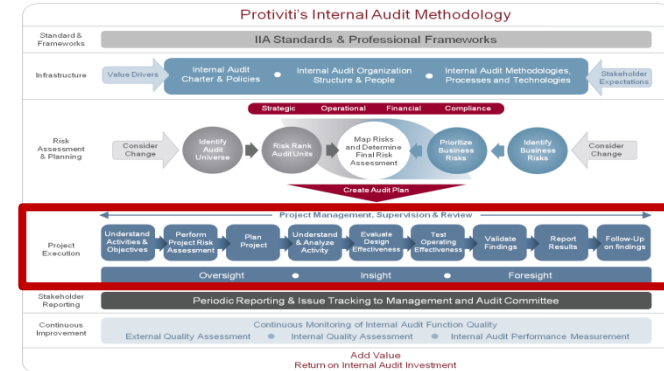 Protiviti's Internal Audit Methodology
Standard &
Frameworks
IIA Standards & Professional Frameworks
Infrastructure
Value Drivers
Internal Audit
Charter & Policies
Internal Audit Organization
Structure & People
Internal Audit Methodologies,
Processes and Technologies
Stakeholder
Expectations
Strategic Operational Financial Compliance
Risk
Assessment
& Planning
Consider
Change
Identify
Audit
Universe
Risk Rank
Audit Units
Map Risks
and Determine
Final Risk
Assessment
Prioritize
Business
Risks
Identify
Business
Risks
Consider
Change
Create Audit Plan
Project Management, Supervision & Review
Project
Execution
Understand
Activities &
Objectives
Perform
Project Risk
Assessment
Plan
Project
Understand
& Analyze
Activity
Evaluate
Design
Effectiveness
Test
Operating
Effectiveness
Validate
Findings
Report
Results
Follow-Up
on findings
Oversight • Insight • Foresight
Stakeholder
Reporting
Periodic Reporting & Issue Tracking to Management and Audit Committee
Continuous
Improvement
Continuous Monitoring of Internal Audit Function Quality
External Quality Assessment • Internal Quality Assessment • Internal Audit Performance Measurement
Add Value
Return on Internal Audit Investment